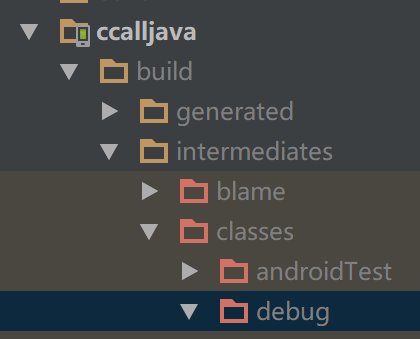 ccalljava
build
generated
intermediates
blame
classes
androidTest
debug